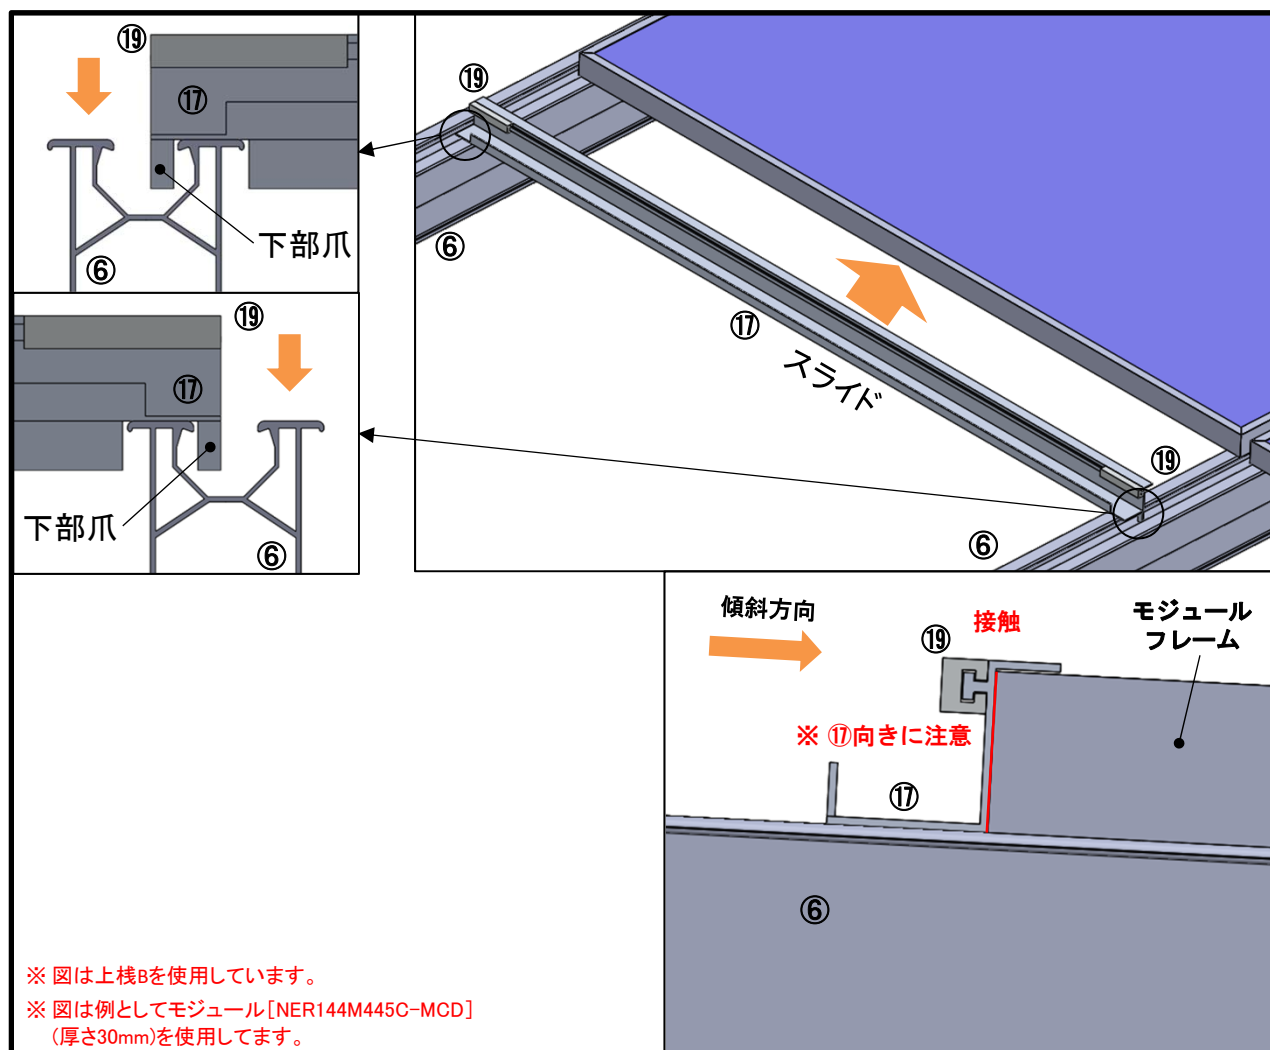 ⑲
⑰
下部爪
⑥
⑲
⑰
下部爪
⑥
⑲
⑥
⑰
スライド
⑲
⑥
傾斜方向
接触
モジュール
フレーム
⑲
※ ⑰向きに注意
⑰
⑥
※ 図は上桟Bを使用しています。
※ 図は例としてモジュール[NER144M445C-MCD]
(厚さ30mm)を使用してます。